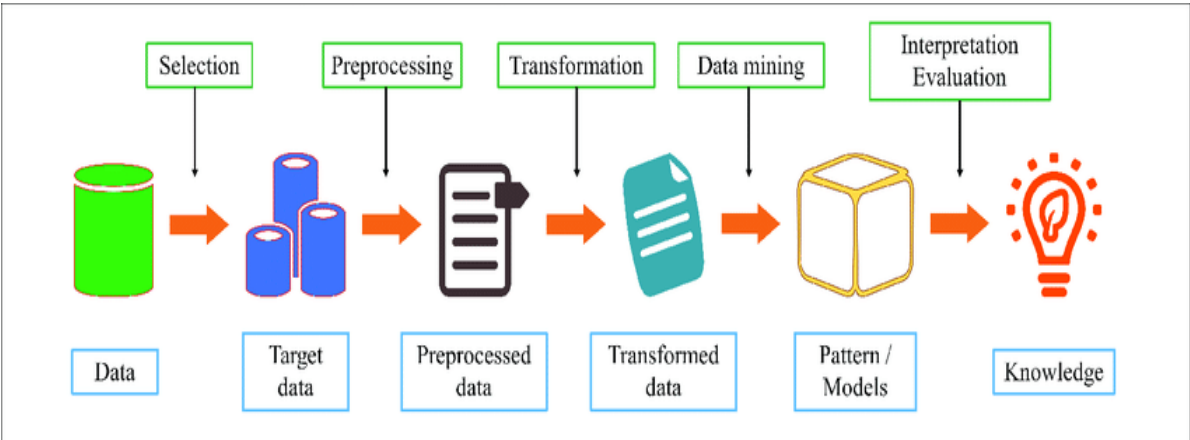 Selection
Preprocessing
Transformation
Data mining
Interpretation
Evaluation
Data
Target
data
Preprocessed
data
Transformed
data
Pattern /
Models
Knowledge